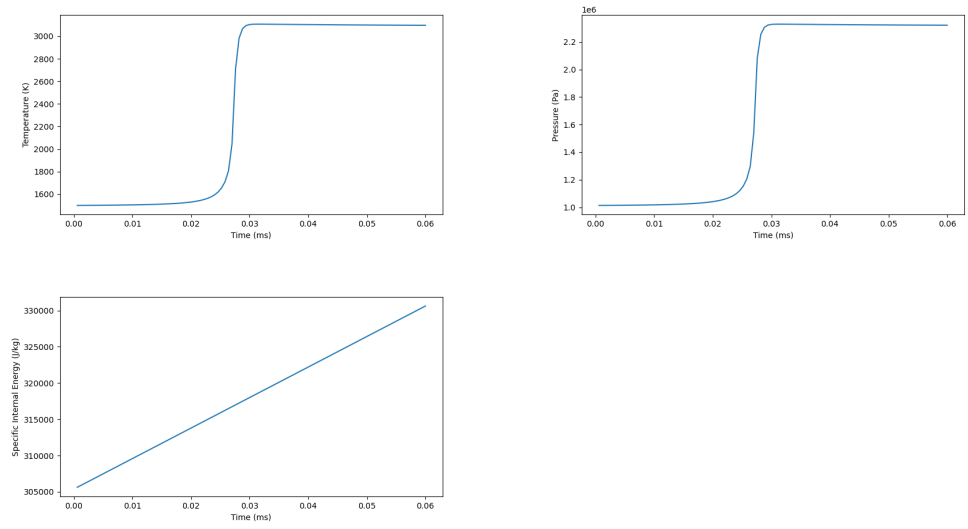 Temperature (K)
3000
2800
2600
2400
2200
2000
1800
1600
0.00 0.01 0.02 0.03 0.04 0.05 0.06
Time (ms)
1e6
Pressure (Pa)
2.2
2.0
1.8
1.6
1.4
1.2
1.0
0.00 0.01 0.02 0.03 0.04 0.05 0.06
Time (ms)
Specific Internal Energy (J/kg)
330000
325000
320000
315000
310000
305000
0.00 0.01 0.02 0.03 0.04 0.05 0.06
Time (ms)